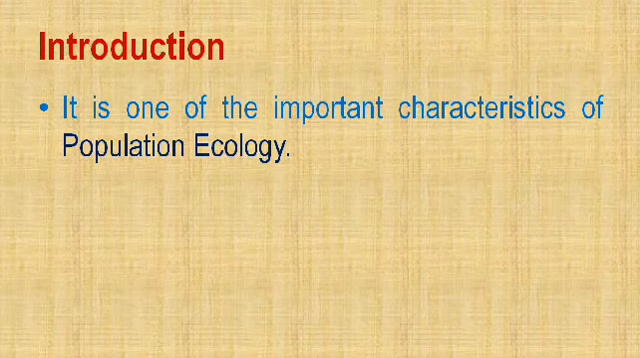 Introduction
• It is one of the important characteristics of
Population Ecology.